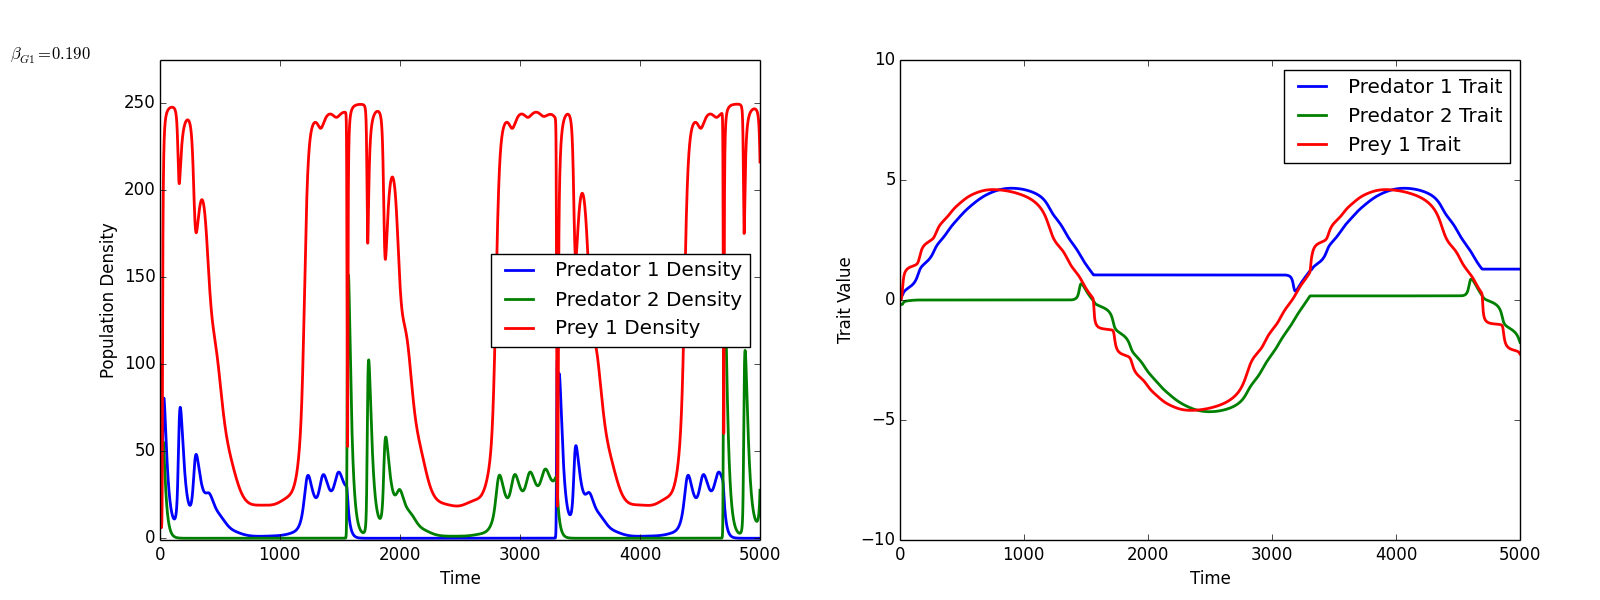 β_G1=0.190
250
200
150
100
50
0
Population Density
0 1000 2000 3000 4000 5000
Time
Predator 1 Density
Predator 2 Density
Prey 1 Density
10
5
0
−5
−10
Trait Value
0 1000 2000 3000 4000 5000
Time
Predator 1 Trait
Predator 2 Trait
Prey 1 Trait